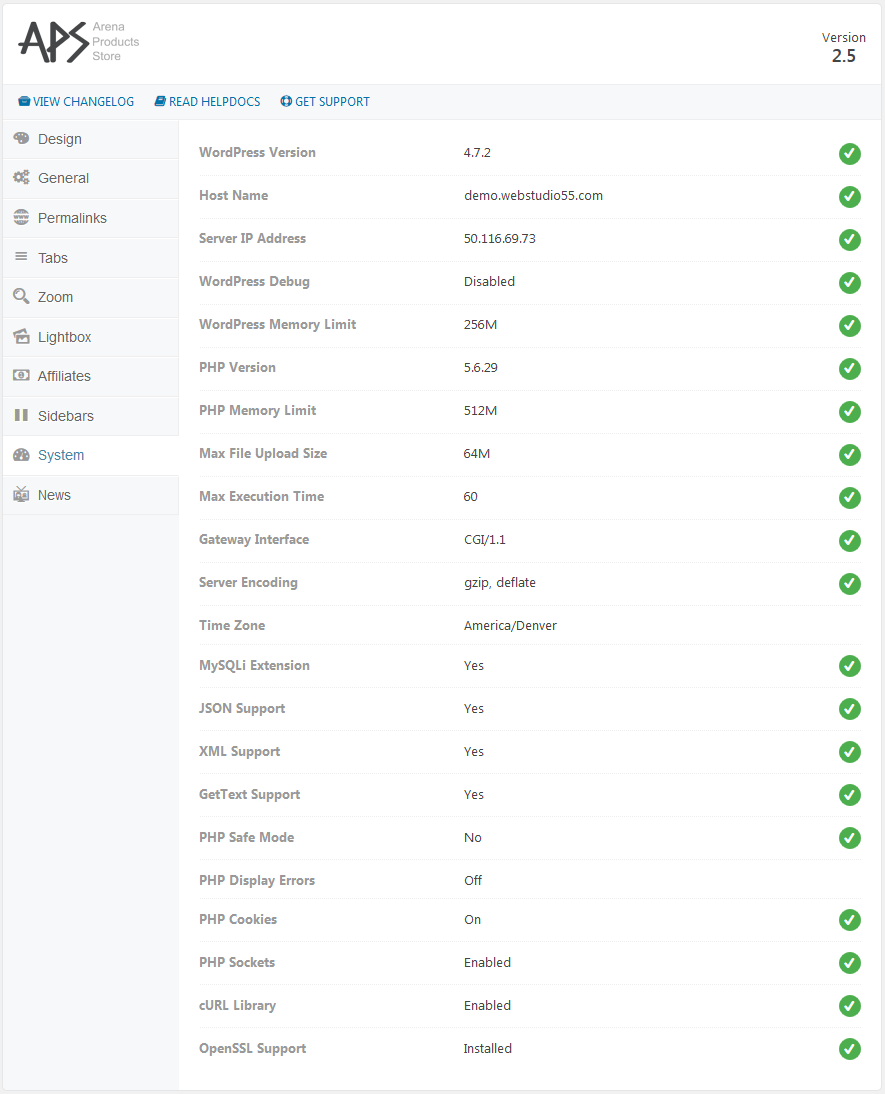 APS
Arena
Products
Store
Version
2.5
VIEW CHANGELOG READ HELPDOCS GET SUPPORT
Design
General
Permalinks
Tabs
Zoom
Lightbox
Affiliates
Sidebars
System
News
WordPress Version 4.7.2
Host Name demo.webstudio55.com
Server IP Address 50.116.69.73
WordPress Debug Disabled
WordPress Memory Limit 256M
PHP Version 5.6.29
PHP Memory Limit 512M
Max File Upload Size 64M
Max Execution Time 60
Gateway Interface CGI/1.1
Server Encoding gzip, deflate
Time Zone America/Denver
MySQLi Extension Yes
JSON Support Yes
XML Support Yes
GetText Support Yes
PHP Safe Mode No
PHP Display Errors Off
PHP Cookies On
PHP Sockets Enabled
cURL Library Enabled
OpenSSL Support Installed